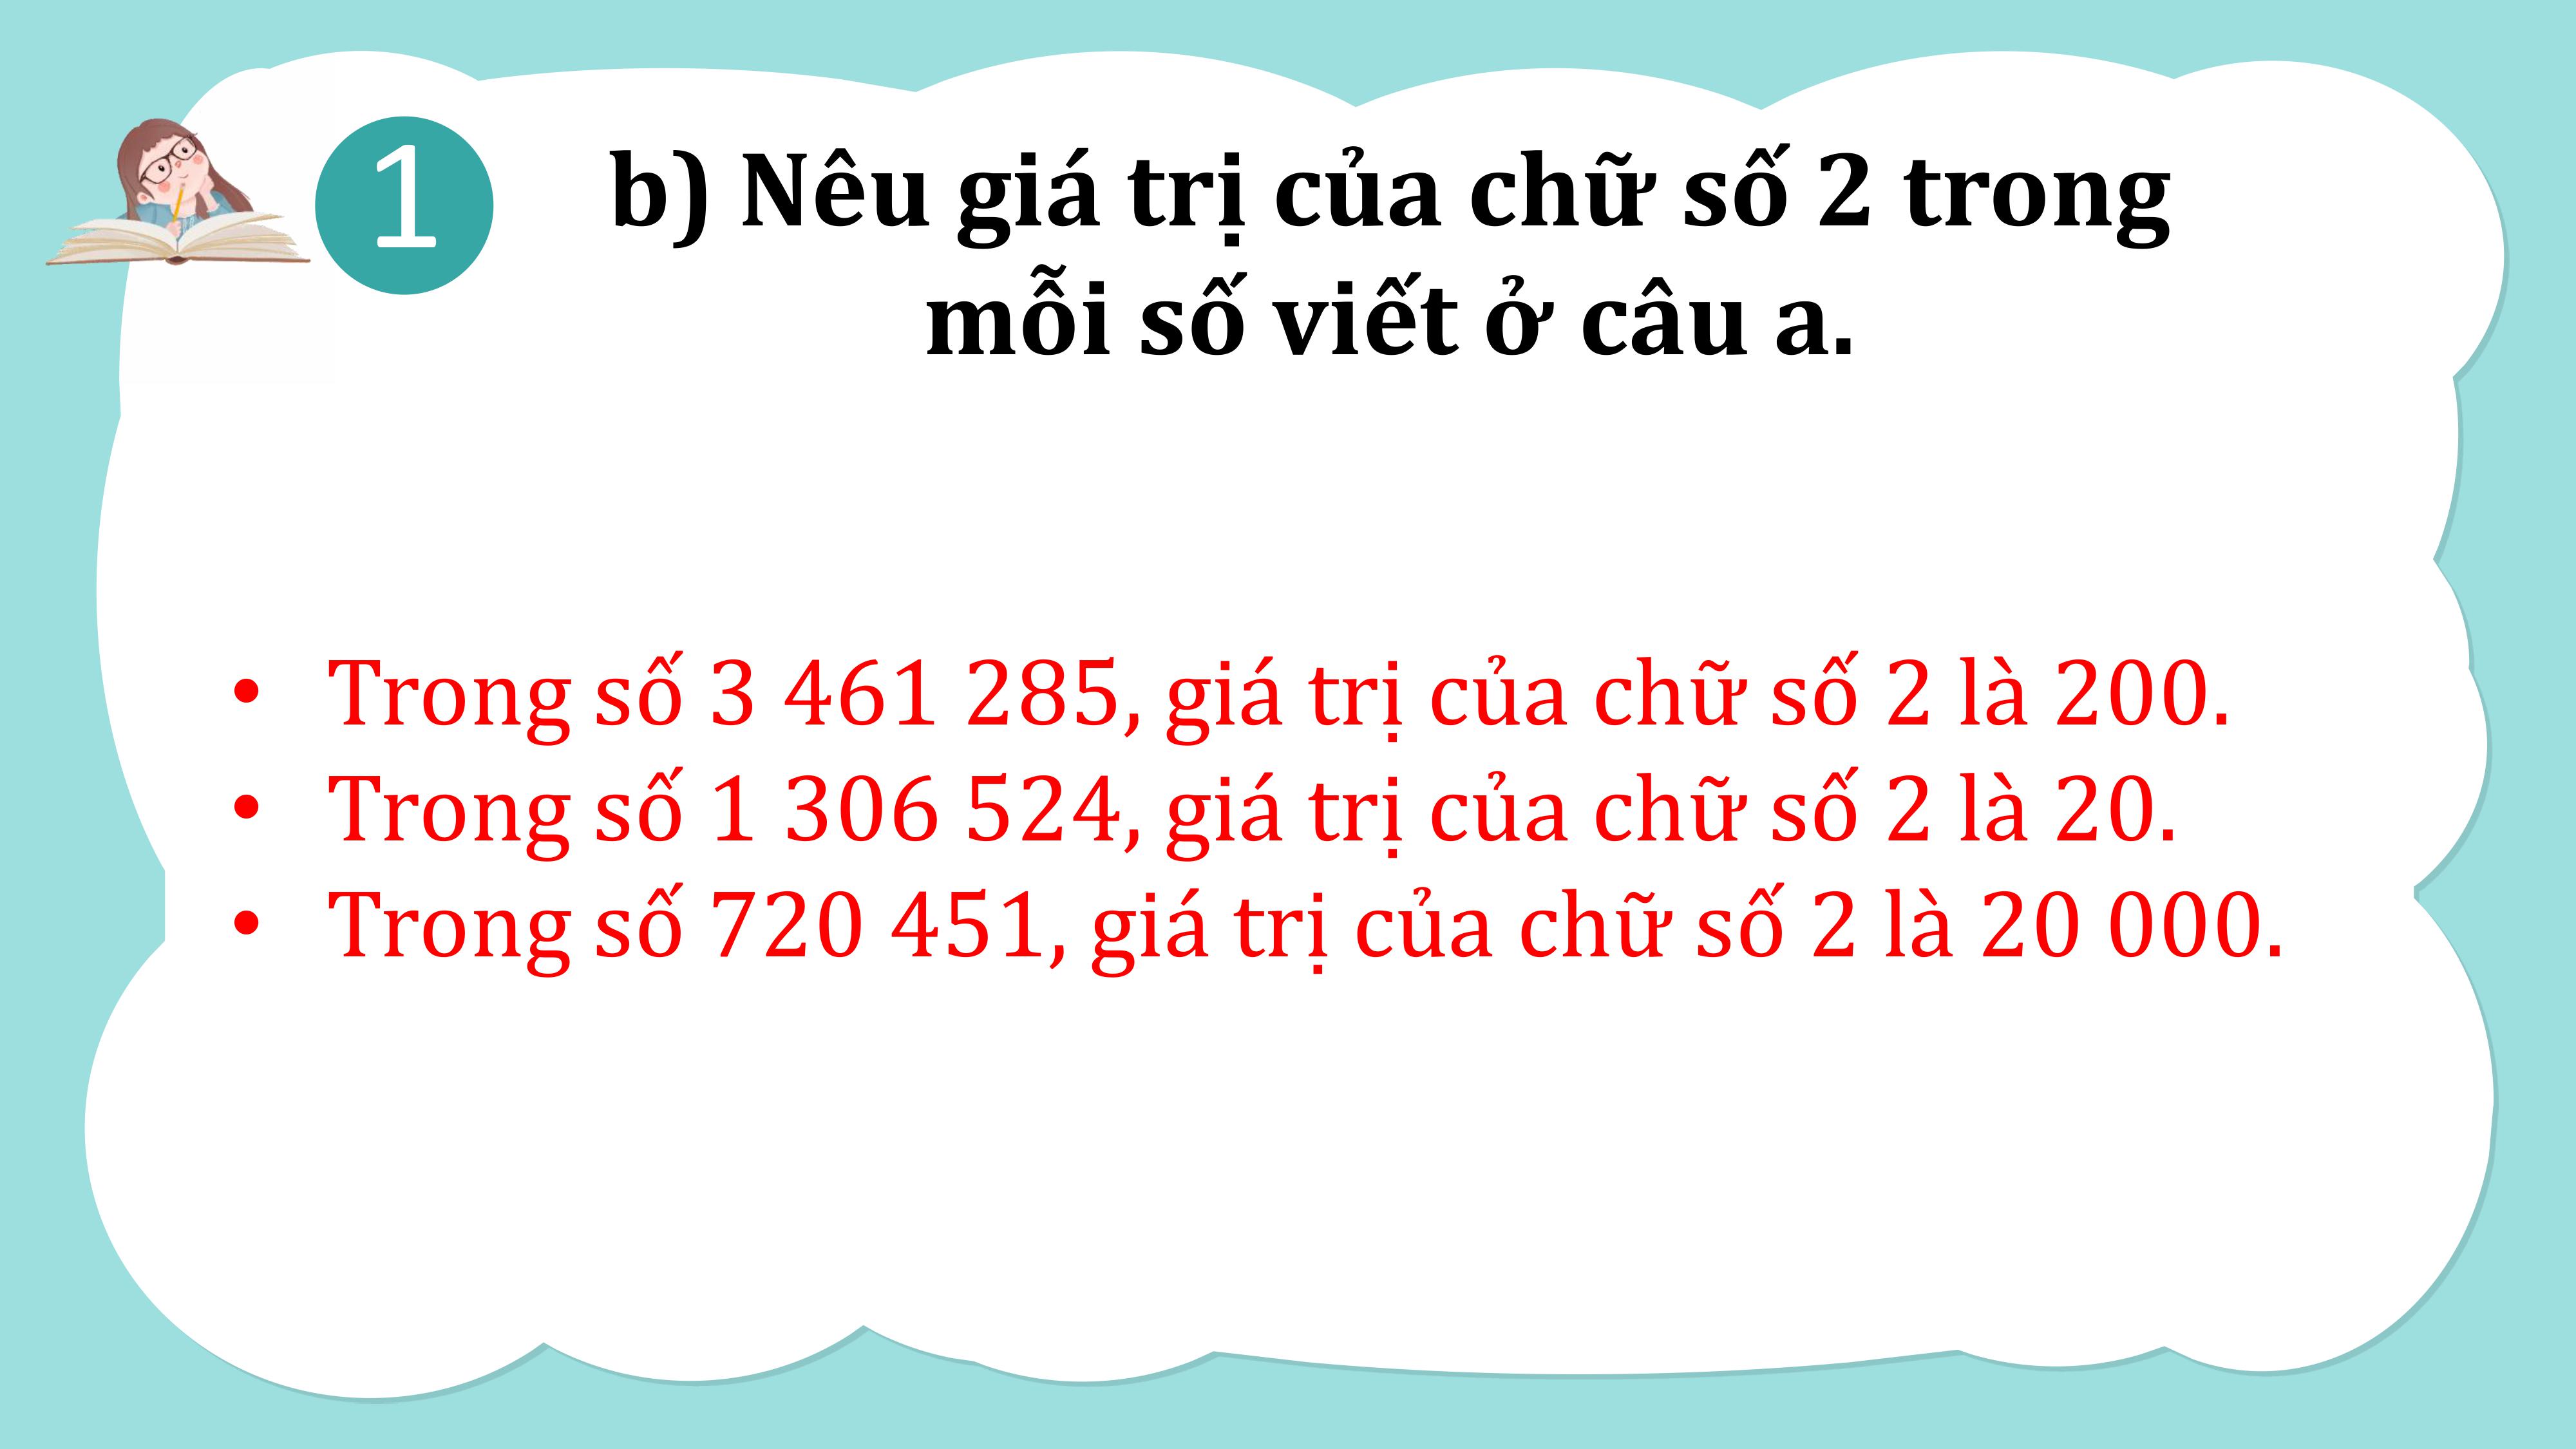 1
b) Nêu giá trị của chữ số 2 trong
mỗi số viết ở câu a.
• Trong số 3 461 285, giá trị của chữ số 2 là 200.
• Trong số 1 306 524, giá trị của chữ số 2 là 20.
• Trong số 720 451, giá trị của chữ số 2 là 20 000.